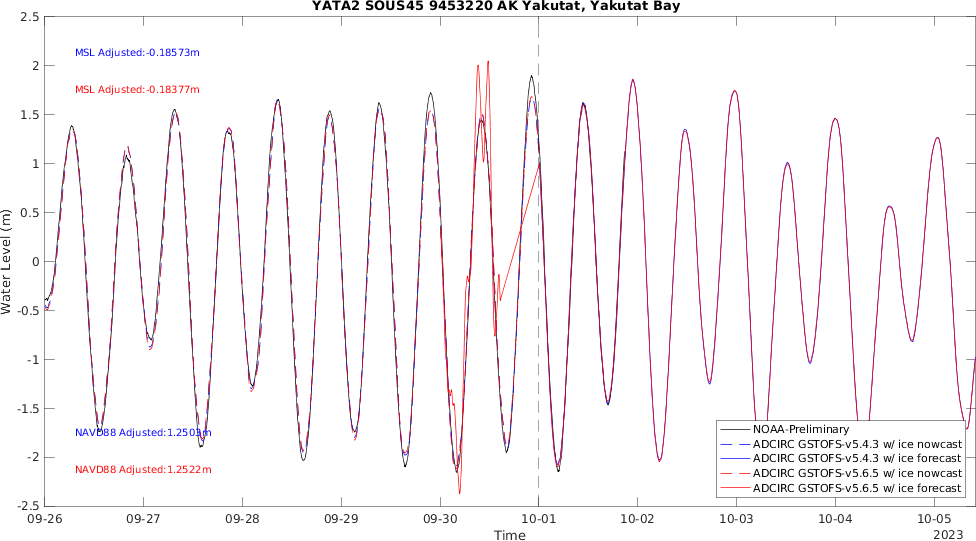 YATA2 SOUS45 9453220 AK Yakutat, Yakutat Bay
2.5
2
1.5
1
0.5
0
-0.5
-1
-1.5
-2
-2.5
Water Level (m)
MSL Adjusted:-0.18573m
MSL Adjusted:-0.18377m
NAVD88 Adjusted:1.2503m
NAVD88 Adjusted:1.2522m
NOAA-Preliminary
ADCIRC GSTOFS-v5.4.3 w/ ice nowcast
ADCIRC GSTOFS-v5.4.3 w/ ice forecast
ADCIRC GSTOFS-v5.6.5 w/ ice nowcast
ADCIRC GSTOFS-v5.6.5 w/ ice forecast
09-26 09-27 09-28 09-29 09-30 10-01 10-02 10-03 10-04 10-05
Time
2023